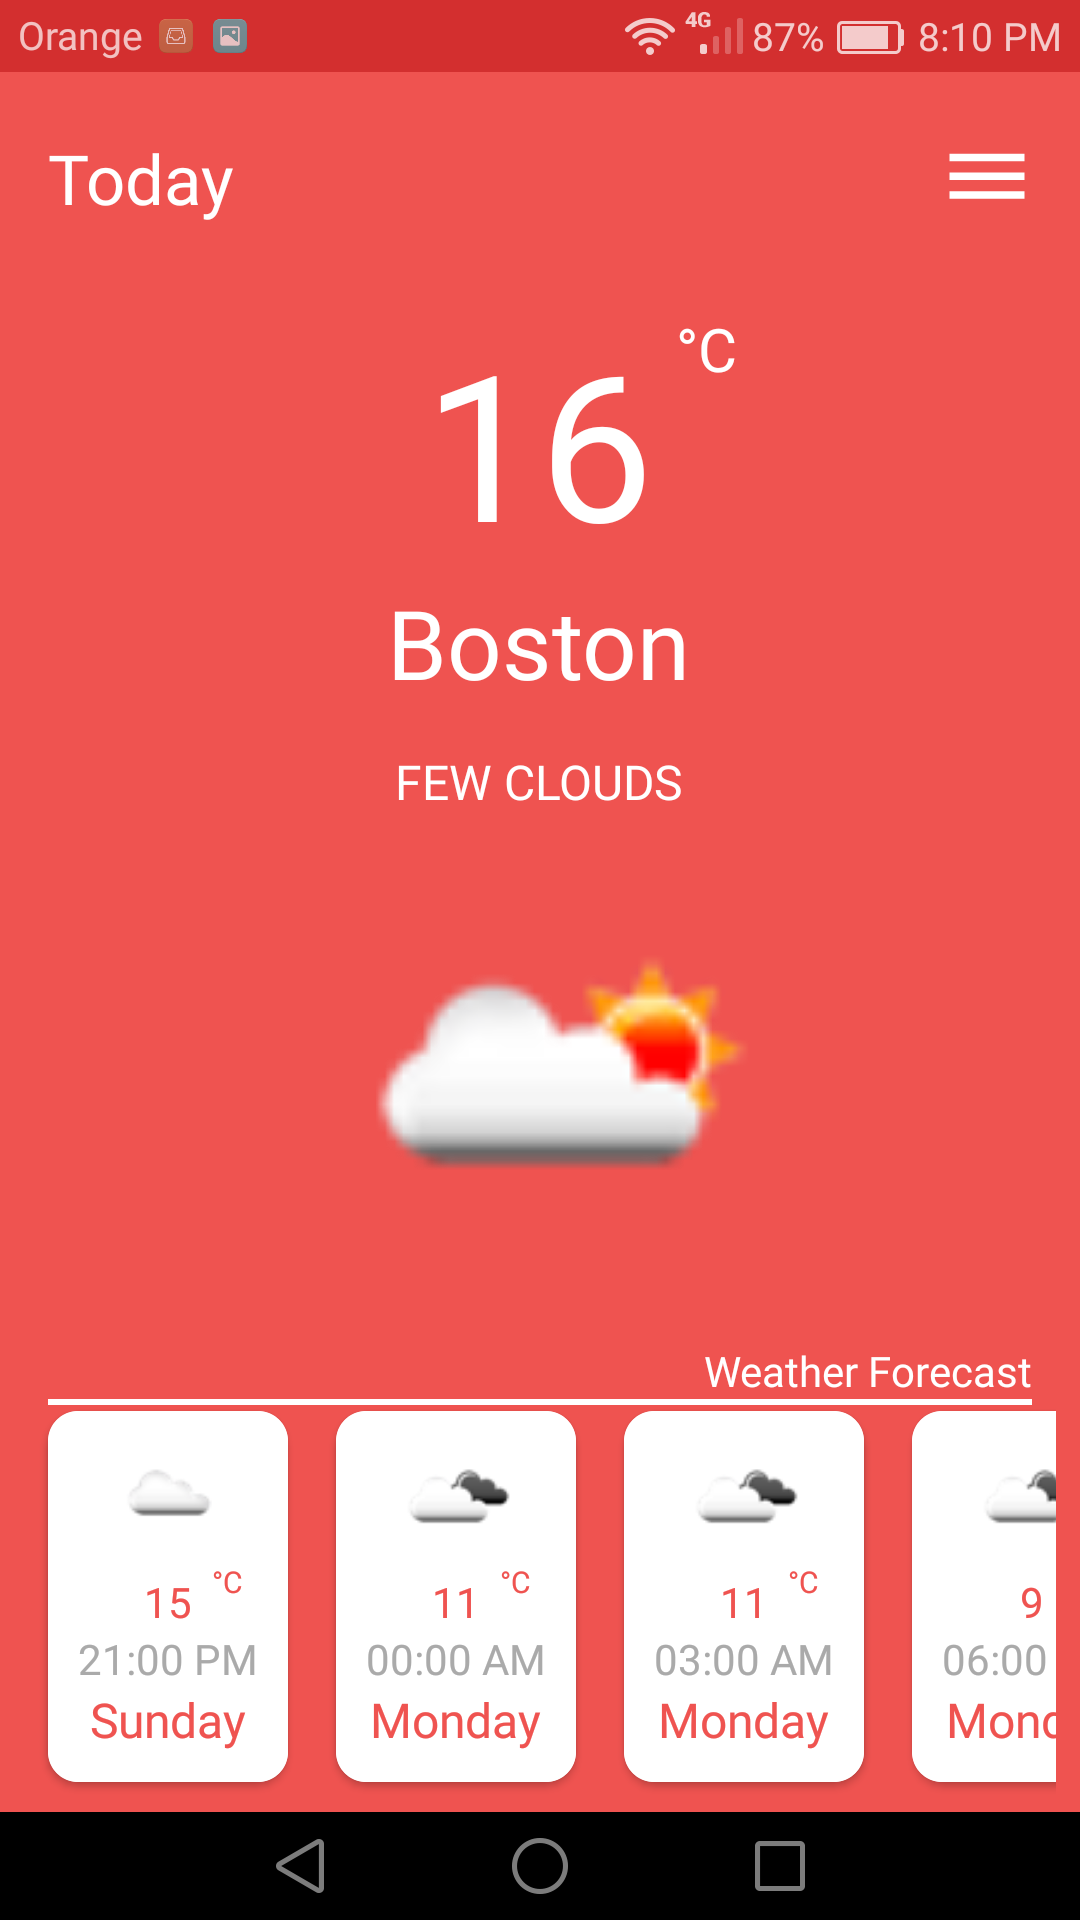 Orange 4G 87% 8:10 PM
Today
°C
16
Boston
FEW CLOUDS
Weather Forecast
15 °C
21:00 PM
Sunday
11 °C
00:00 AM
Monday
11 °C
03:00 AM
Monday
9
06:00
Mond